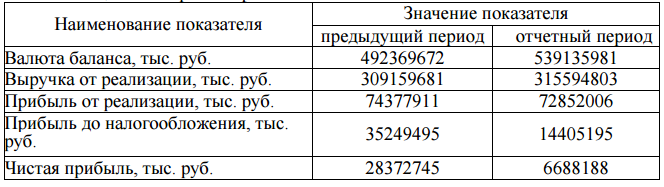 Наименование показателя
Значение показателя
предыдущий период
отчетный период
Валюта баланса, тыс. руб. 492369672 539135981
Выручка от реализации, тыс. руб. 309159681 315594803
Прибыль от реализации, тыс. руб. 74377911 72852006
Прибыль до налогообложения, тыс.
руб. 35249495 14405195
Чистая прибыль, тыс. руб. 28372745 6688188